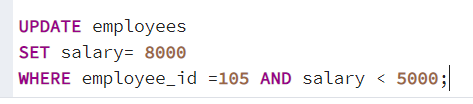 UPDATE employees
SET salary= 8000
WHERE employee_id =105 AND salary < 5000;